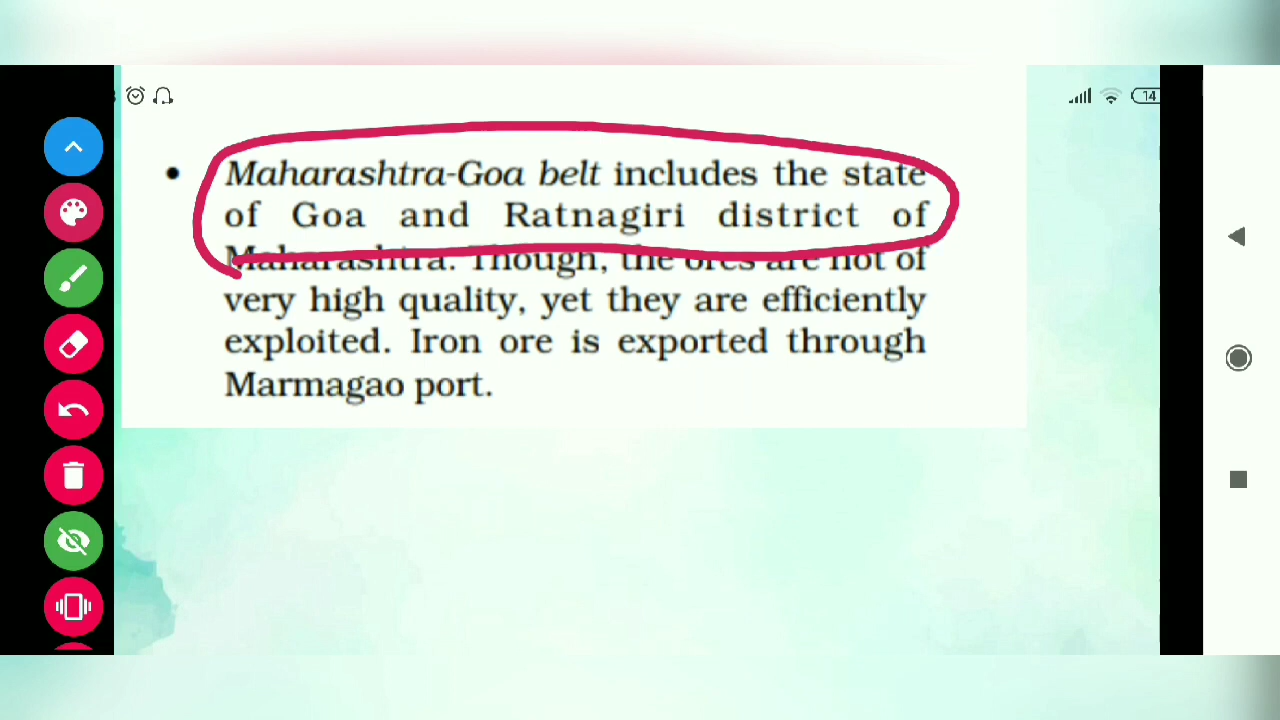 14
• Maharashtra-Goa belt includes the state
of Goa and Ratnagiri district of
Maharashtra. Though, the ores are not of
very high quality, yet they are efficiently
exploited. Iron ore is exported through
Marmagao port.